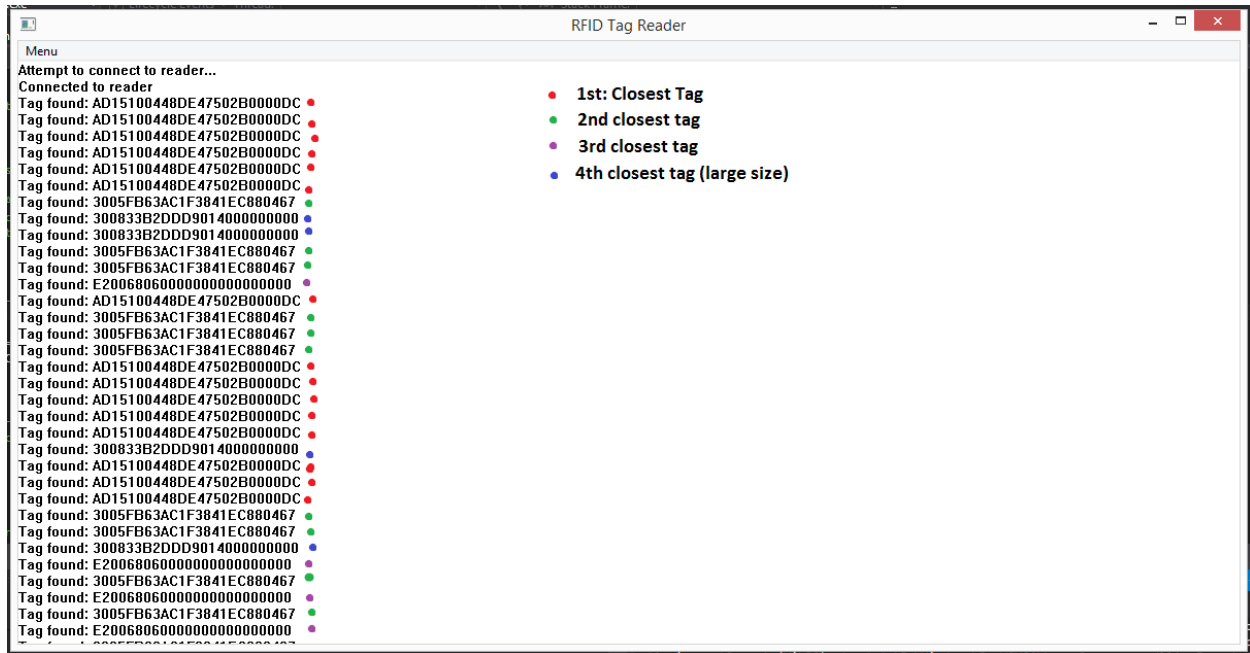 RFID Tag Reader
Menu
Attempt to connect to reader...
Connected to reader
Tag found: AD15100448DE47502B0000DC
Tag found: AD15100448DE47502B0000DC
Tag found: AD15100448DE47502B0000DC
Tag found: AD15100448DE47502B0000DC
Tag found: AD15100448DE47502B0000DC
Tag found: AD15100448DE47502B0000DC
Tag found: 3005FB63AC1F3841EC880467
Tag found: 300833B2DDD9014000000000
Tag found: 300833B2DDD9014000000000
Tag found: 3005FB63AC1F3841EC880467
Tag found: 3005FB63AC1F3841EC880467
Tag found: E20068060000000000000000
Tag found: AD15100448DE47502B0000DC
Tag found: 3005FB63AC1F3841EC880467
Tag found: 3005FB63AC1F3841EC880467
Tag found: 3005FB63AC1F3841EC880467
Tag found: AD15100448DE47502B0000DC
Tag found: AD15100448DE47502B0000DC
Tag found: AD15100448DE47502B0000DC
Tag found: AD15100448DE47502B0000DC
Tag found: AD15100448DE47502B0000DC
Tag found: 300833B2DDD9014000000000
Tag found: AD15100448DE47502B0000DC
Tag found: AD15100448DE47502B0000DC
Tag found: AD15100448DE47502B0000DC
Tag found: 3005FB63AC1F3841EC880467
Tag found: 3005FB63AC1F3841EC880467
Tag found: 300833B2DDD9014000000000
Tag found: E20068060000000000000000
Tag found: 3005FB63AC1F3841EC880467
Tag found: E20068060000000000000000
Tag found: 3005FB63AC1F3841EC880467
Tag found: E20068060000000000000000
1st: Closest Tag
2nd closest tag
3rd closest tag
4th closest tag (large size)